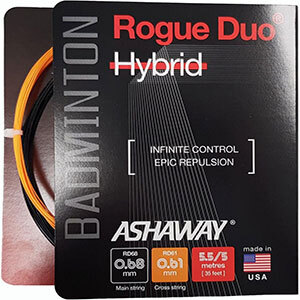 Rogue Duo®
Hybrid
BADMINTON
INFINITE CONTROL
EPIC REPULSION
ASHAWAY®
RD68
0.68
mm
Main string
RD61
0.61
mm
Cross string
5.5/5
metres
[ 35 feet ]
made in
USA